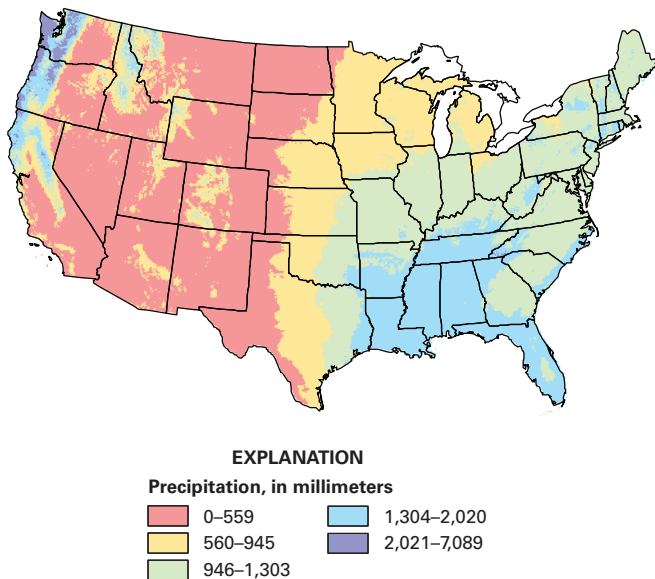 EXPLANATION
Precipitation, in millimeters
0–559
560–945
946–1,303
1,304–2,020
2,021–7,089